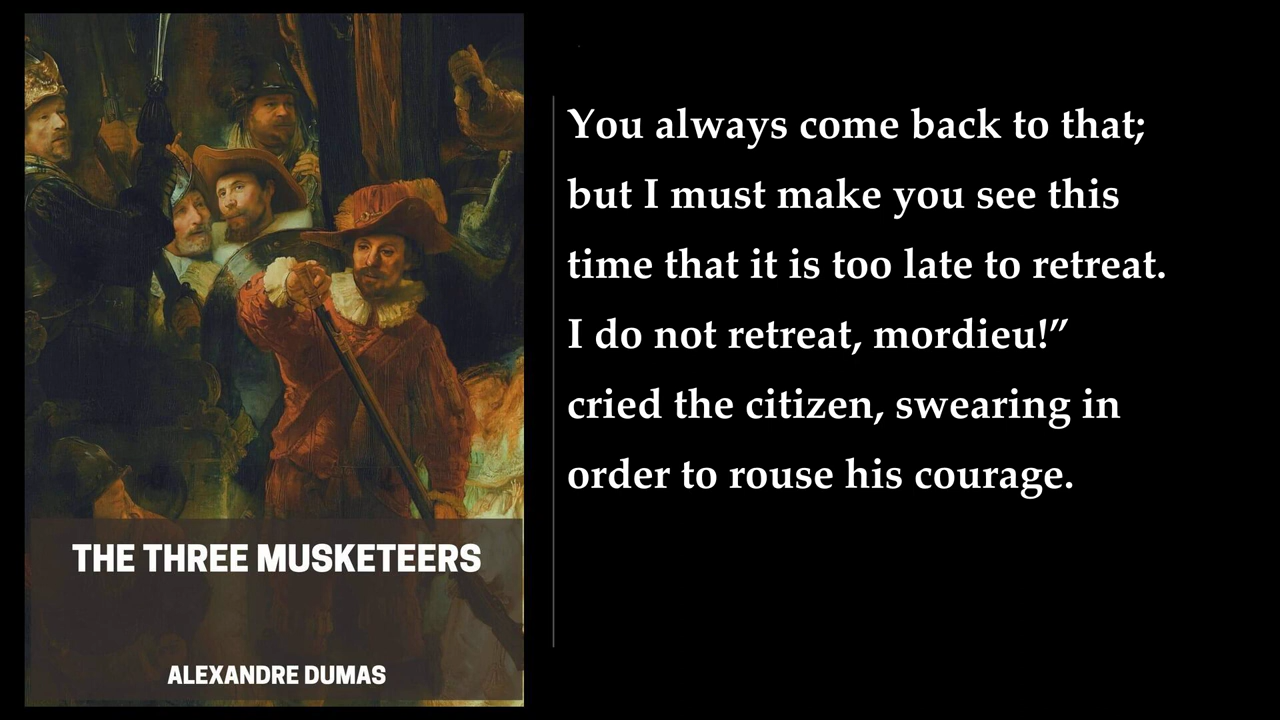 THE THREE MUSKETEERS
ALEXANDRE DUMAS
You always come back to that;
but I must make you see this
time that it is too late to retreat.
I do not retreat, mordieu!”
cried the citizen, swearing in
order to rouse his courage.